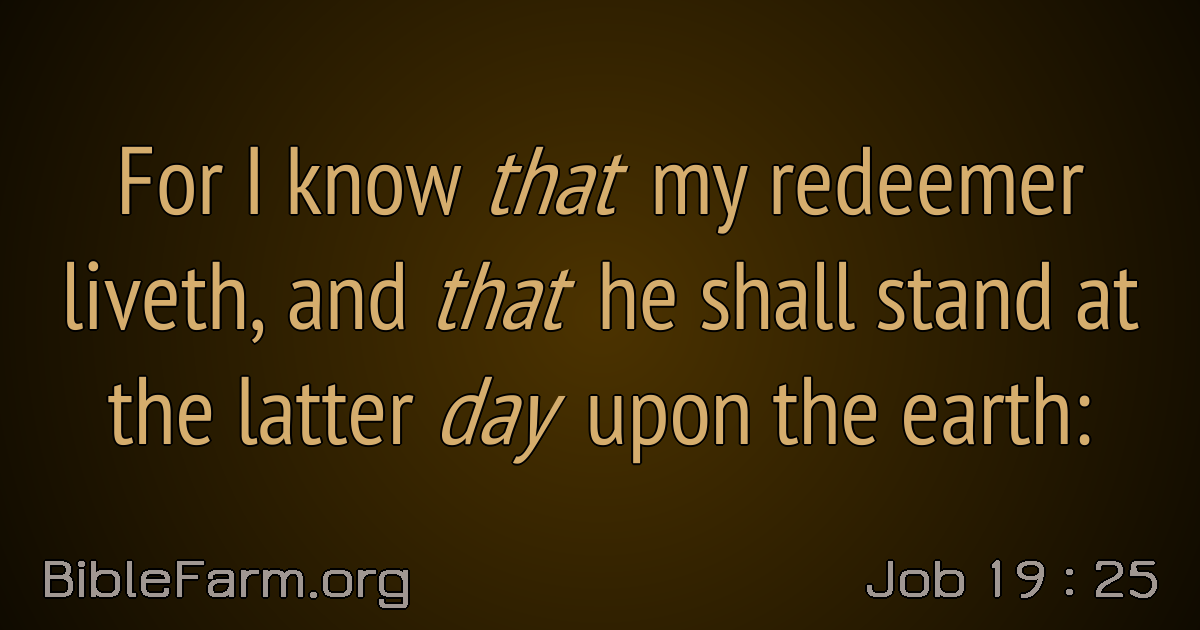 For I know that my redeemer
liveth, and that he shall stand at
the latter day upon the earth:
BibleFarm.org
Job 19 : 25